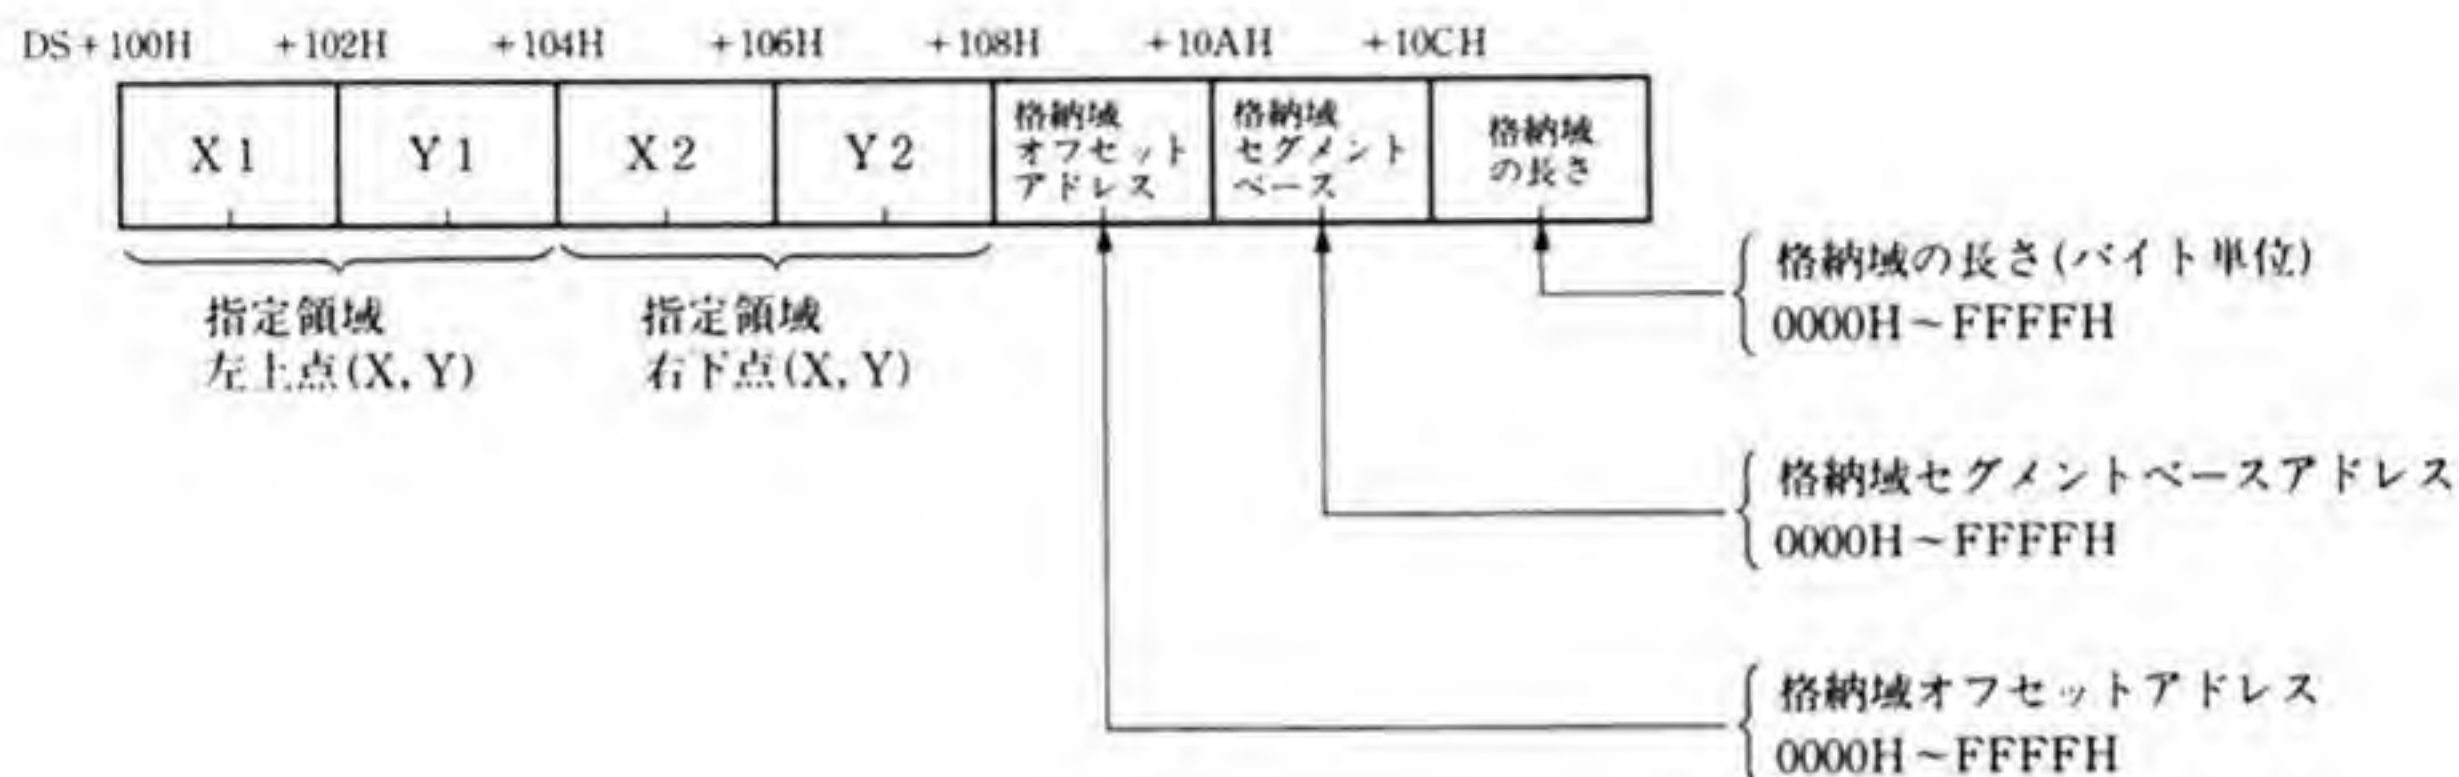 DS+100H +102H +104H +106H +108H +10AH +10CH
X1 Y1 X2 Y2
格納域
オフセット
アドレス
格納域
セグメント
ベース
格納域
の長さ
指定領域
左上点(X, Y)
指定領域
右下点(X, Y)
格納域の長さ(バイト単位)
0000H~FFFFH
格納域セグメントベースアドレス
0000H~FFFFH
格納域オフセットアドレス
0000H~FFFFH